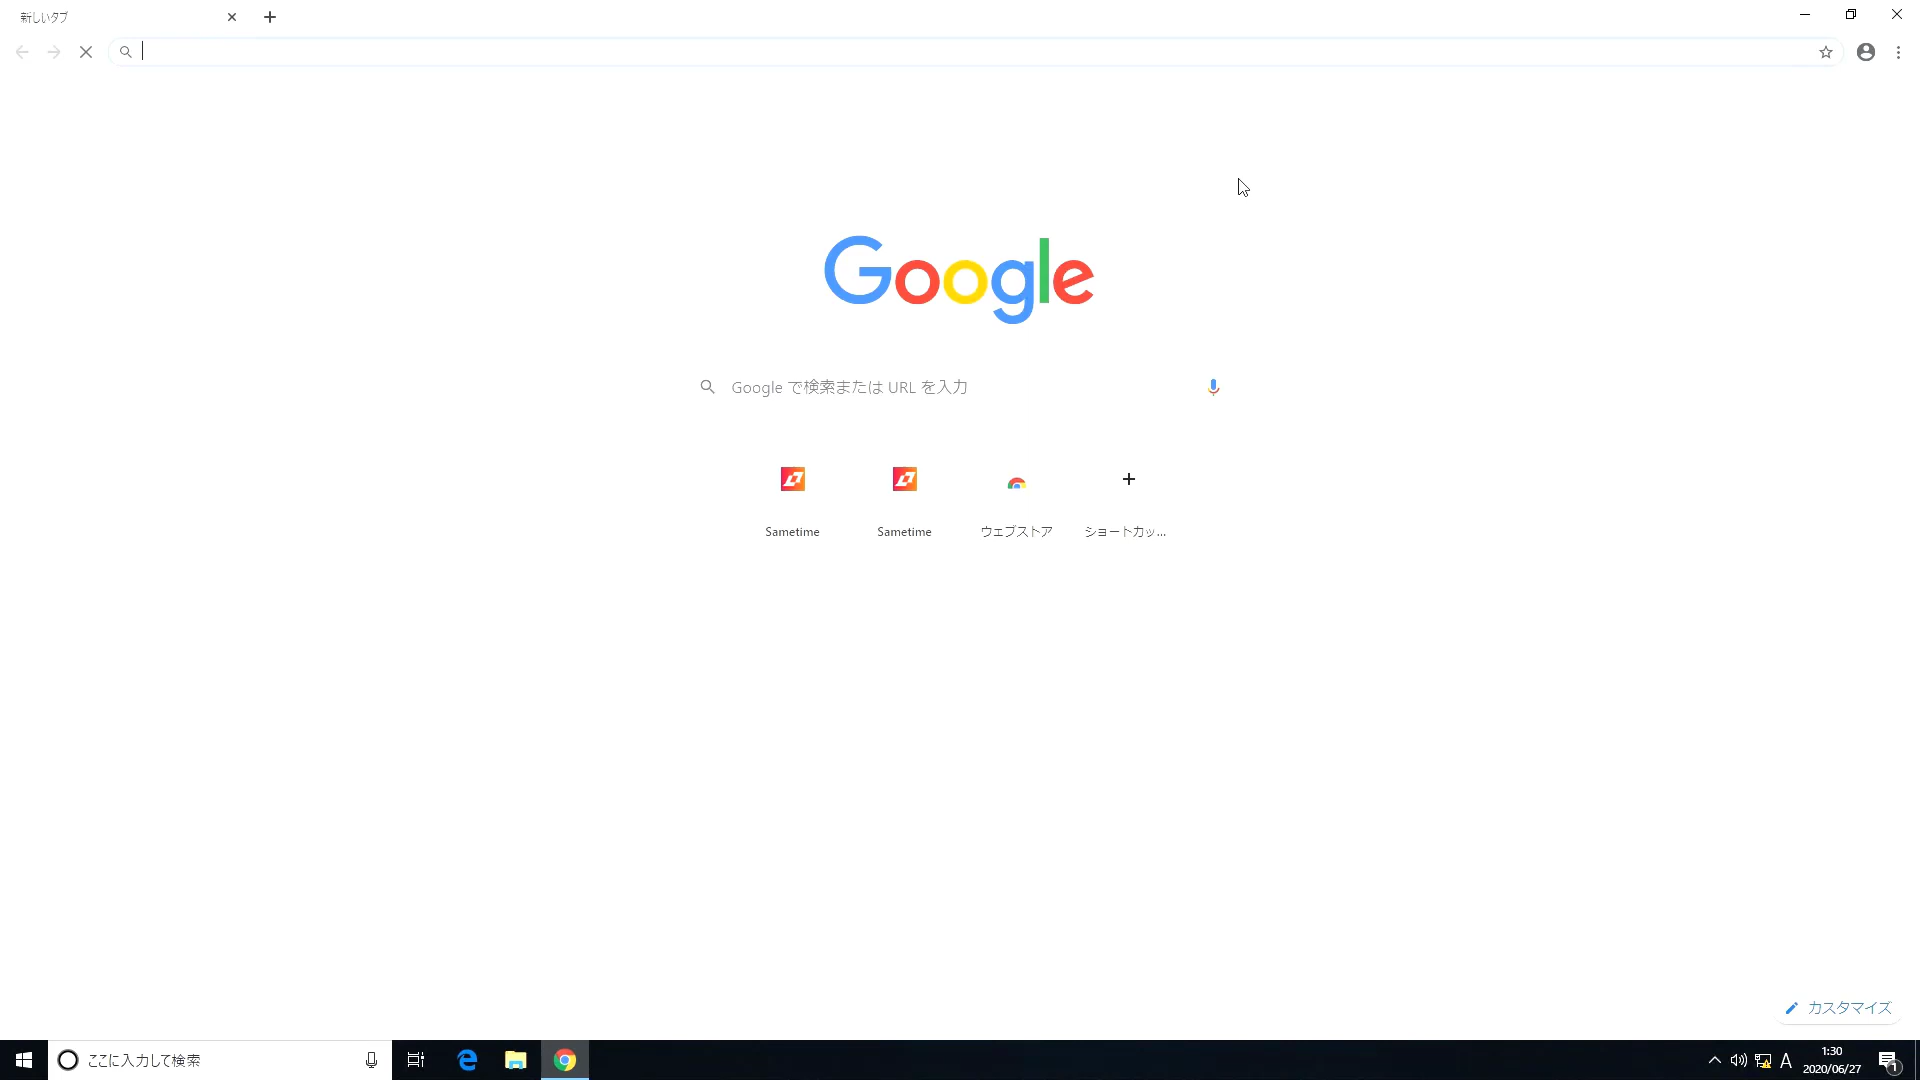 新しいタブ
Google
Google で検索または URL を入力
Sametime
Sametime
ウェブストア
ショートカッ...
カスタマイズ
ここに入力して検索
A
1:30
2020/06/27
1